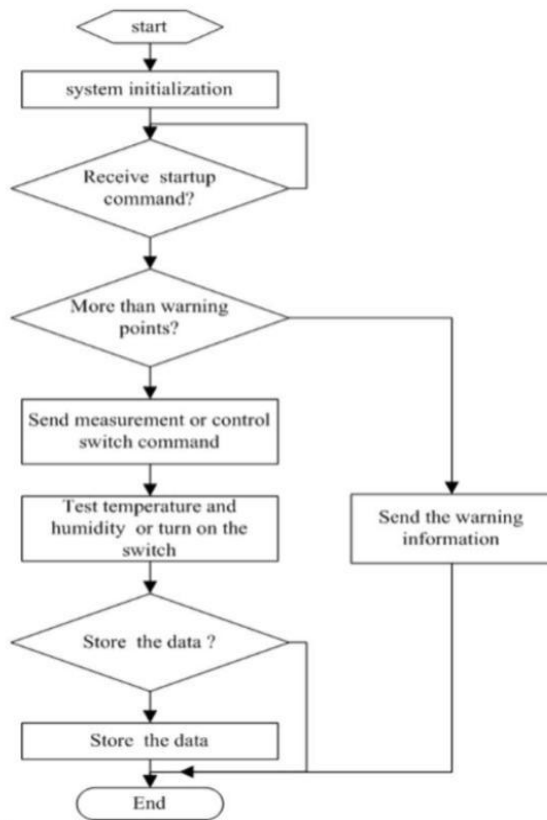 start
system initialization
Receive startup
command?
More than warning
points?
Send measurement or control
switch command
Test temperature and
humidity or turn on the
switch
Send the warning
information
Store the data ?
Store the data
End